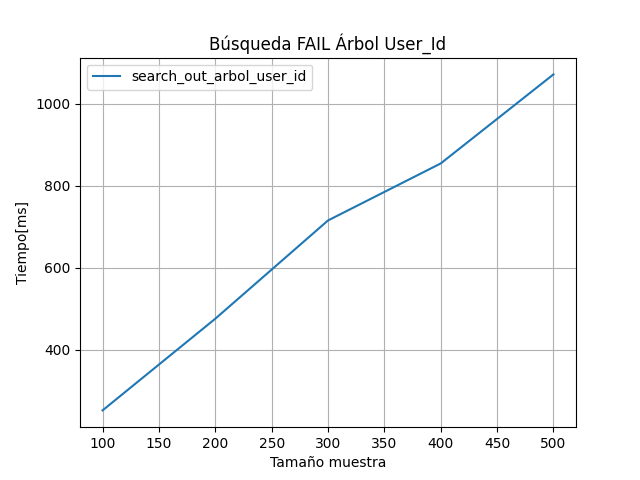 Búsqueda FAIL Árbol User_Id
search_out_arbol_user_id
Tiempo[ms]
1000
800
600
400
100 150 200 250 300 350 400 450 500
Tamaño muestra